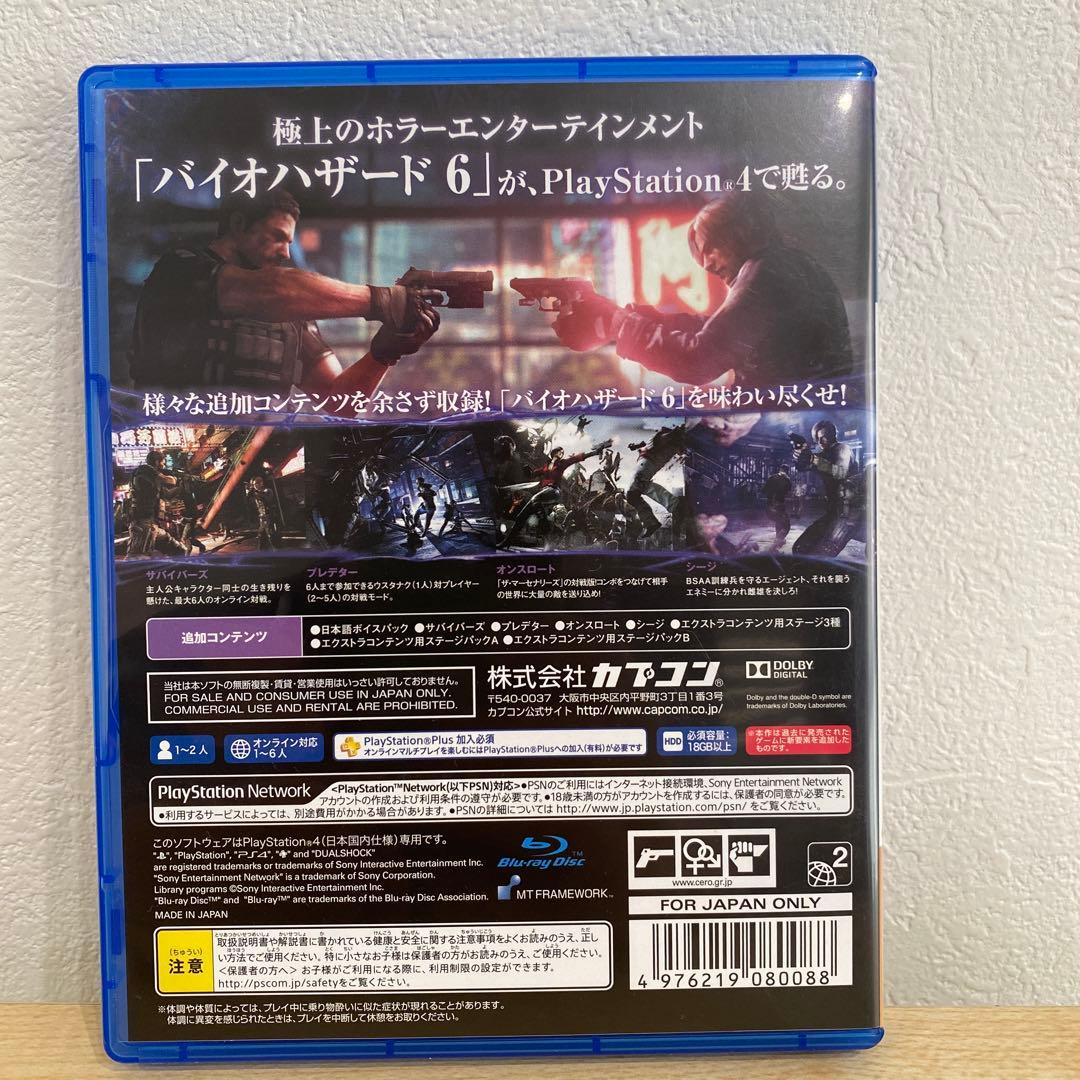 極上のホラーエンターテインメント
「バイオハザード 6」が、PlayStation®4で甦る。
様々な追加コンテンツを余さず収録!「バイオハザード 6」を味わい尽くせ!
サバイバーズ
主人公キャラクター同士の生き残りを
懸けた、最大6人のオンライン対戦。
プレデター
6人まで参加できるウスタナク(1人)対プレイヤー
(2〜5人)の対戦モード。
オンスロート
「ザ・マーセナリーズ」の対戦版!コンボをつなげて相手
の世界に大量の敵を送り込め!
シージ
BSAA訓練兵を守るエージェント、それを襲う
エネミーに分かれ雌雄を決しろ!
追加コンテンツ
●日本語ボイスパック ●サバイバーズ ●プレデター ●オンスロート ●シージ ●エクストラコンテンツ用ステージ3種
●エクストラコンテンツ用ステージパックA ●エクストラコンテンツ用ステージパックB
当社は本ソフトの無断複製・賃貸・営業使用はいっさい許可しておりません。
FOR SALE AND CONSUMER USE IN JAPAN ONLY.
COMMERCIAL USE AND RENTAL ARE PROHIBITED.
株式会社 カプコン®
〒540-0037 大阪市中央区内平野町3丁目1番3号
カプコン公式サイト http://www.capcom.co.jp/
DOLBY
DIGITAL
Dolby and the double-D symbol are
trademarks of Dolby Laboratories.
1〜2人
オンライン対応
1〜6人
PlayStation®Plus 加入必須
オンラインマルチプレイを楽しむにはPlayStation®Plusへの加入(有料)が必要です
HDD
必須容量:
18GB以上
※本作は過去に発売された
ゲームに新要素を追加した
ものです。
PlayStation Network
<PlayStation™Network(以下PSN)対応>●PSNのご利用にはインターネット接続環境、Sony Entertainment Network
アカウントの作成および利用条件の遵守が必要です。●18歳未満の方がアカウントを作成するには、保護者の同意が必要です。
●利用するサービスによっては、別途費用がかかる場合があります。●PSNの詳細については http://www.jp.playstation.com/psn/ をご覧ください。
このソフトウェアはPlayStation®4(日本国内仕様)専用です。
"PlayStation", "PS4", and "DUALSHOCK"
are registered trademarks or trademarks of Sony Interactive Entertainment Inc.
"Sony Entertainment Network" is a trademark of Sony Corporation.
Library programs ©Sony Interactive Entertainment Inc.
"Blu-ray Disc™" and "Blu-ray™" are trademarks of the Blu-ray Disc Association.
MADE IN JAPAN
Blu-ray Disc™
MT FRAMEWORK™
www.cero.gr.jp
2
FOR JAPAN ONLY
4 976219 080088
(ちゅうい)
注意
取扱説明書や解説書に書かれている健康と安全に関する注意事項をよくお読みのうえ、正し
い方法でご使用ください。特に小さなお子様は保護者の方がお読みのうえ、ご使用ください。
<保護者の方へ> お子様がご利用になる際に、利用制限の設定ができます。
http://pscom.jp/safetyをご覧ください。
※体調や体質によっては、プレイ中に乗り物酔いに似た症状が現れることがあります。
体調に異変を感じられたときは、プレイを中断して休憩をお取りください。